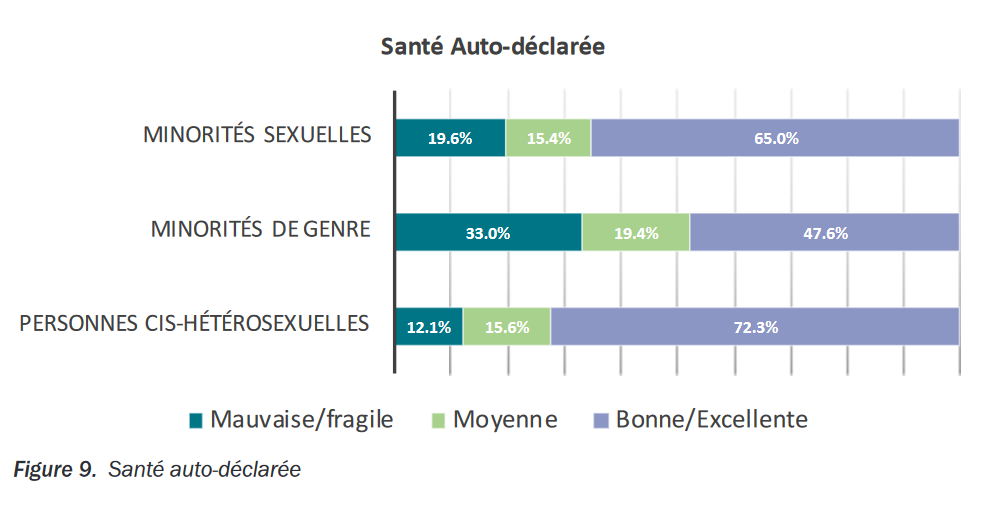 Santé Auto-déclarée
MINORITÉS SEXUELLES
19.6% 15.4% 65.0%
MINORITÉS DE GENRE
33.0% 19.4% 47.6%
PERSONNES CIS-HÉTÉROSEXUELLES
12.1% 15.6% 72.3%
Mauvaise/fragile Moyenne Bonne/Excellente
Figure 9. Santé auto-déclarée